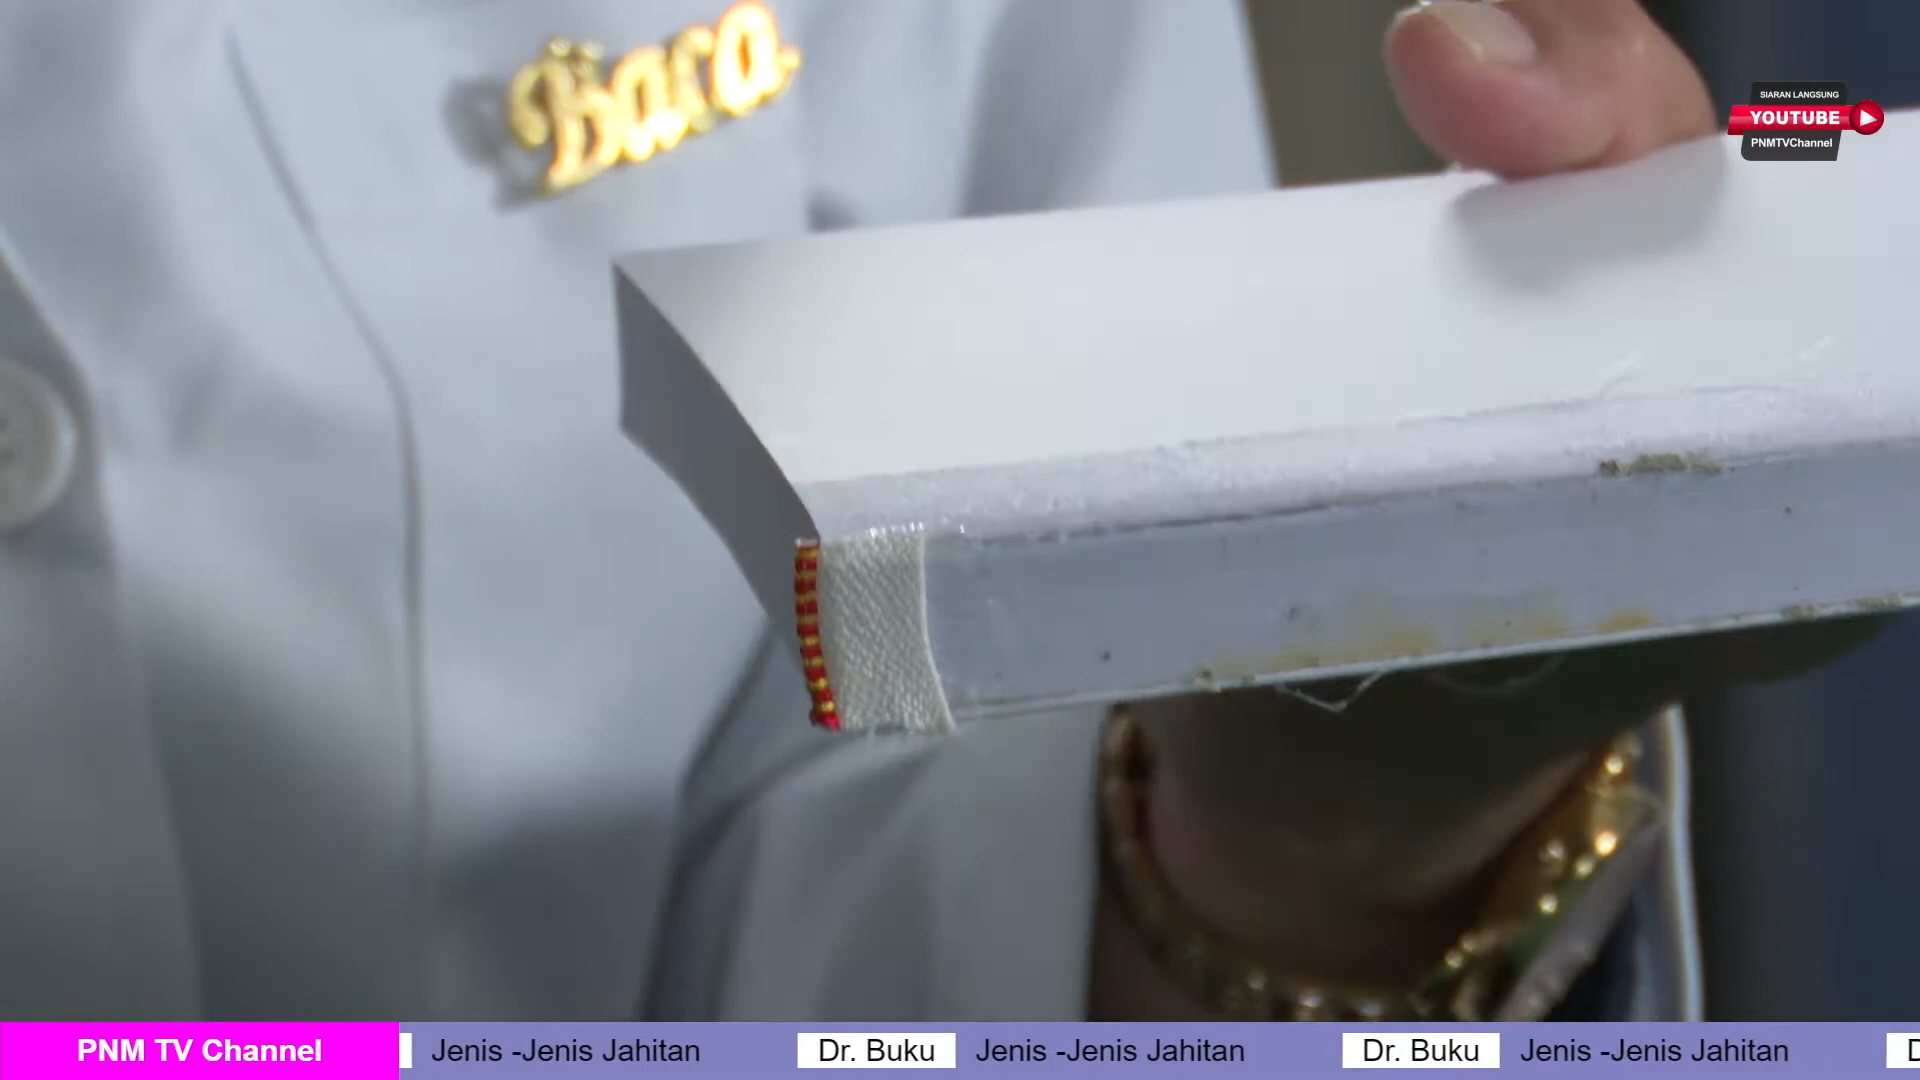 Bara
SIARAN LANGSUNG
YOUTUBE
PNMTVChannel
PNM TV Channel
Jenis -Jenis Jahitan
Dr. Buku
Jenis -Jenis Jahitan
Dr. Buku
Jenis -Jenis Jahitan